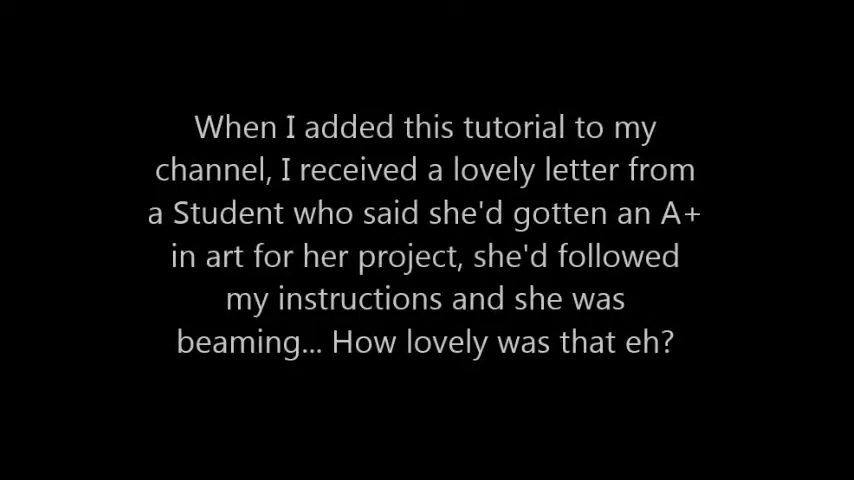 When I added this tutorial to my
channel, I received a lovely letter from
a Student who said she'd gotten an A+
in art for her project, she'd followed
my instructions and she was
beaming... How lovely was that eh?